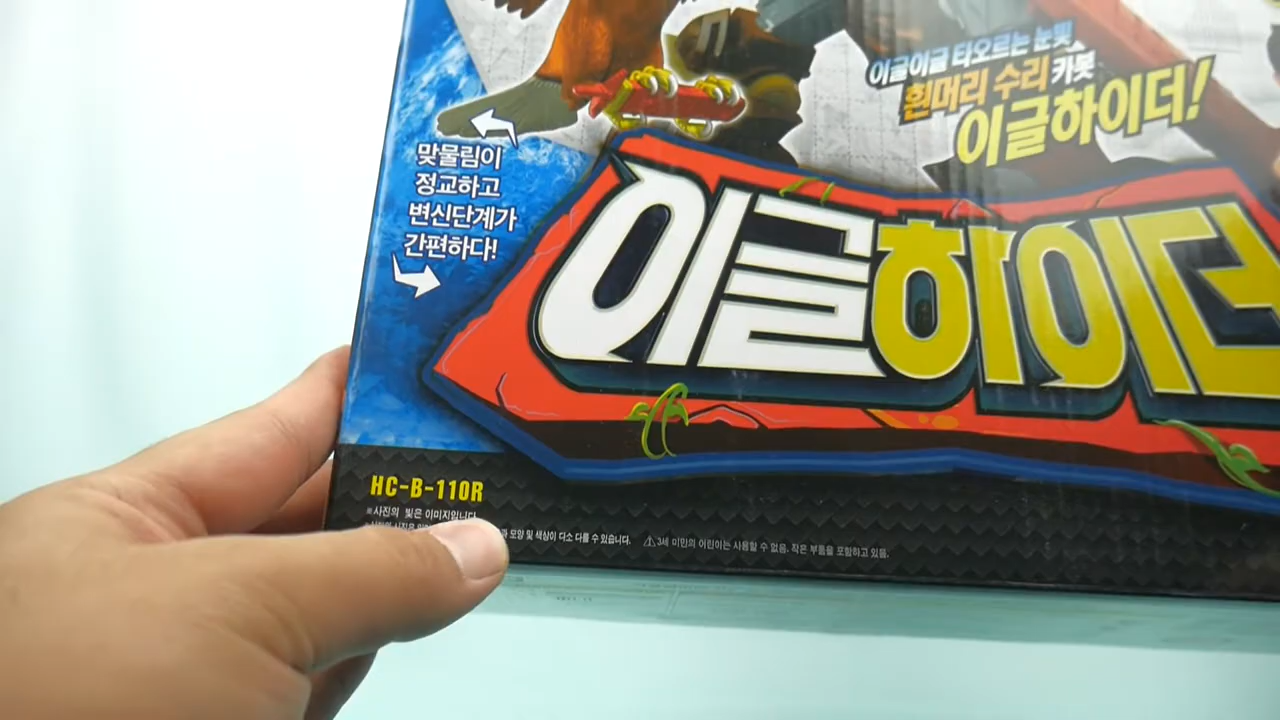 이글이글 타오르는 눈빛
흰머리 수리 카봇
이글하이더!
맞물림이
정교하고
변신단계가
간편하다!
이글하이더
HC-B-110R
※사진의 빛은 이미지입니다.
모양 및 색상이 다소 다를 수 있습니다.
⚠3세 미만의 어린이는 사용할 수 없음. 작은 부품을 포함하고 있음.